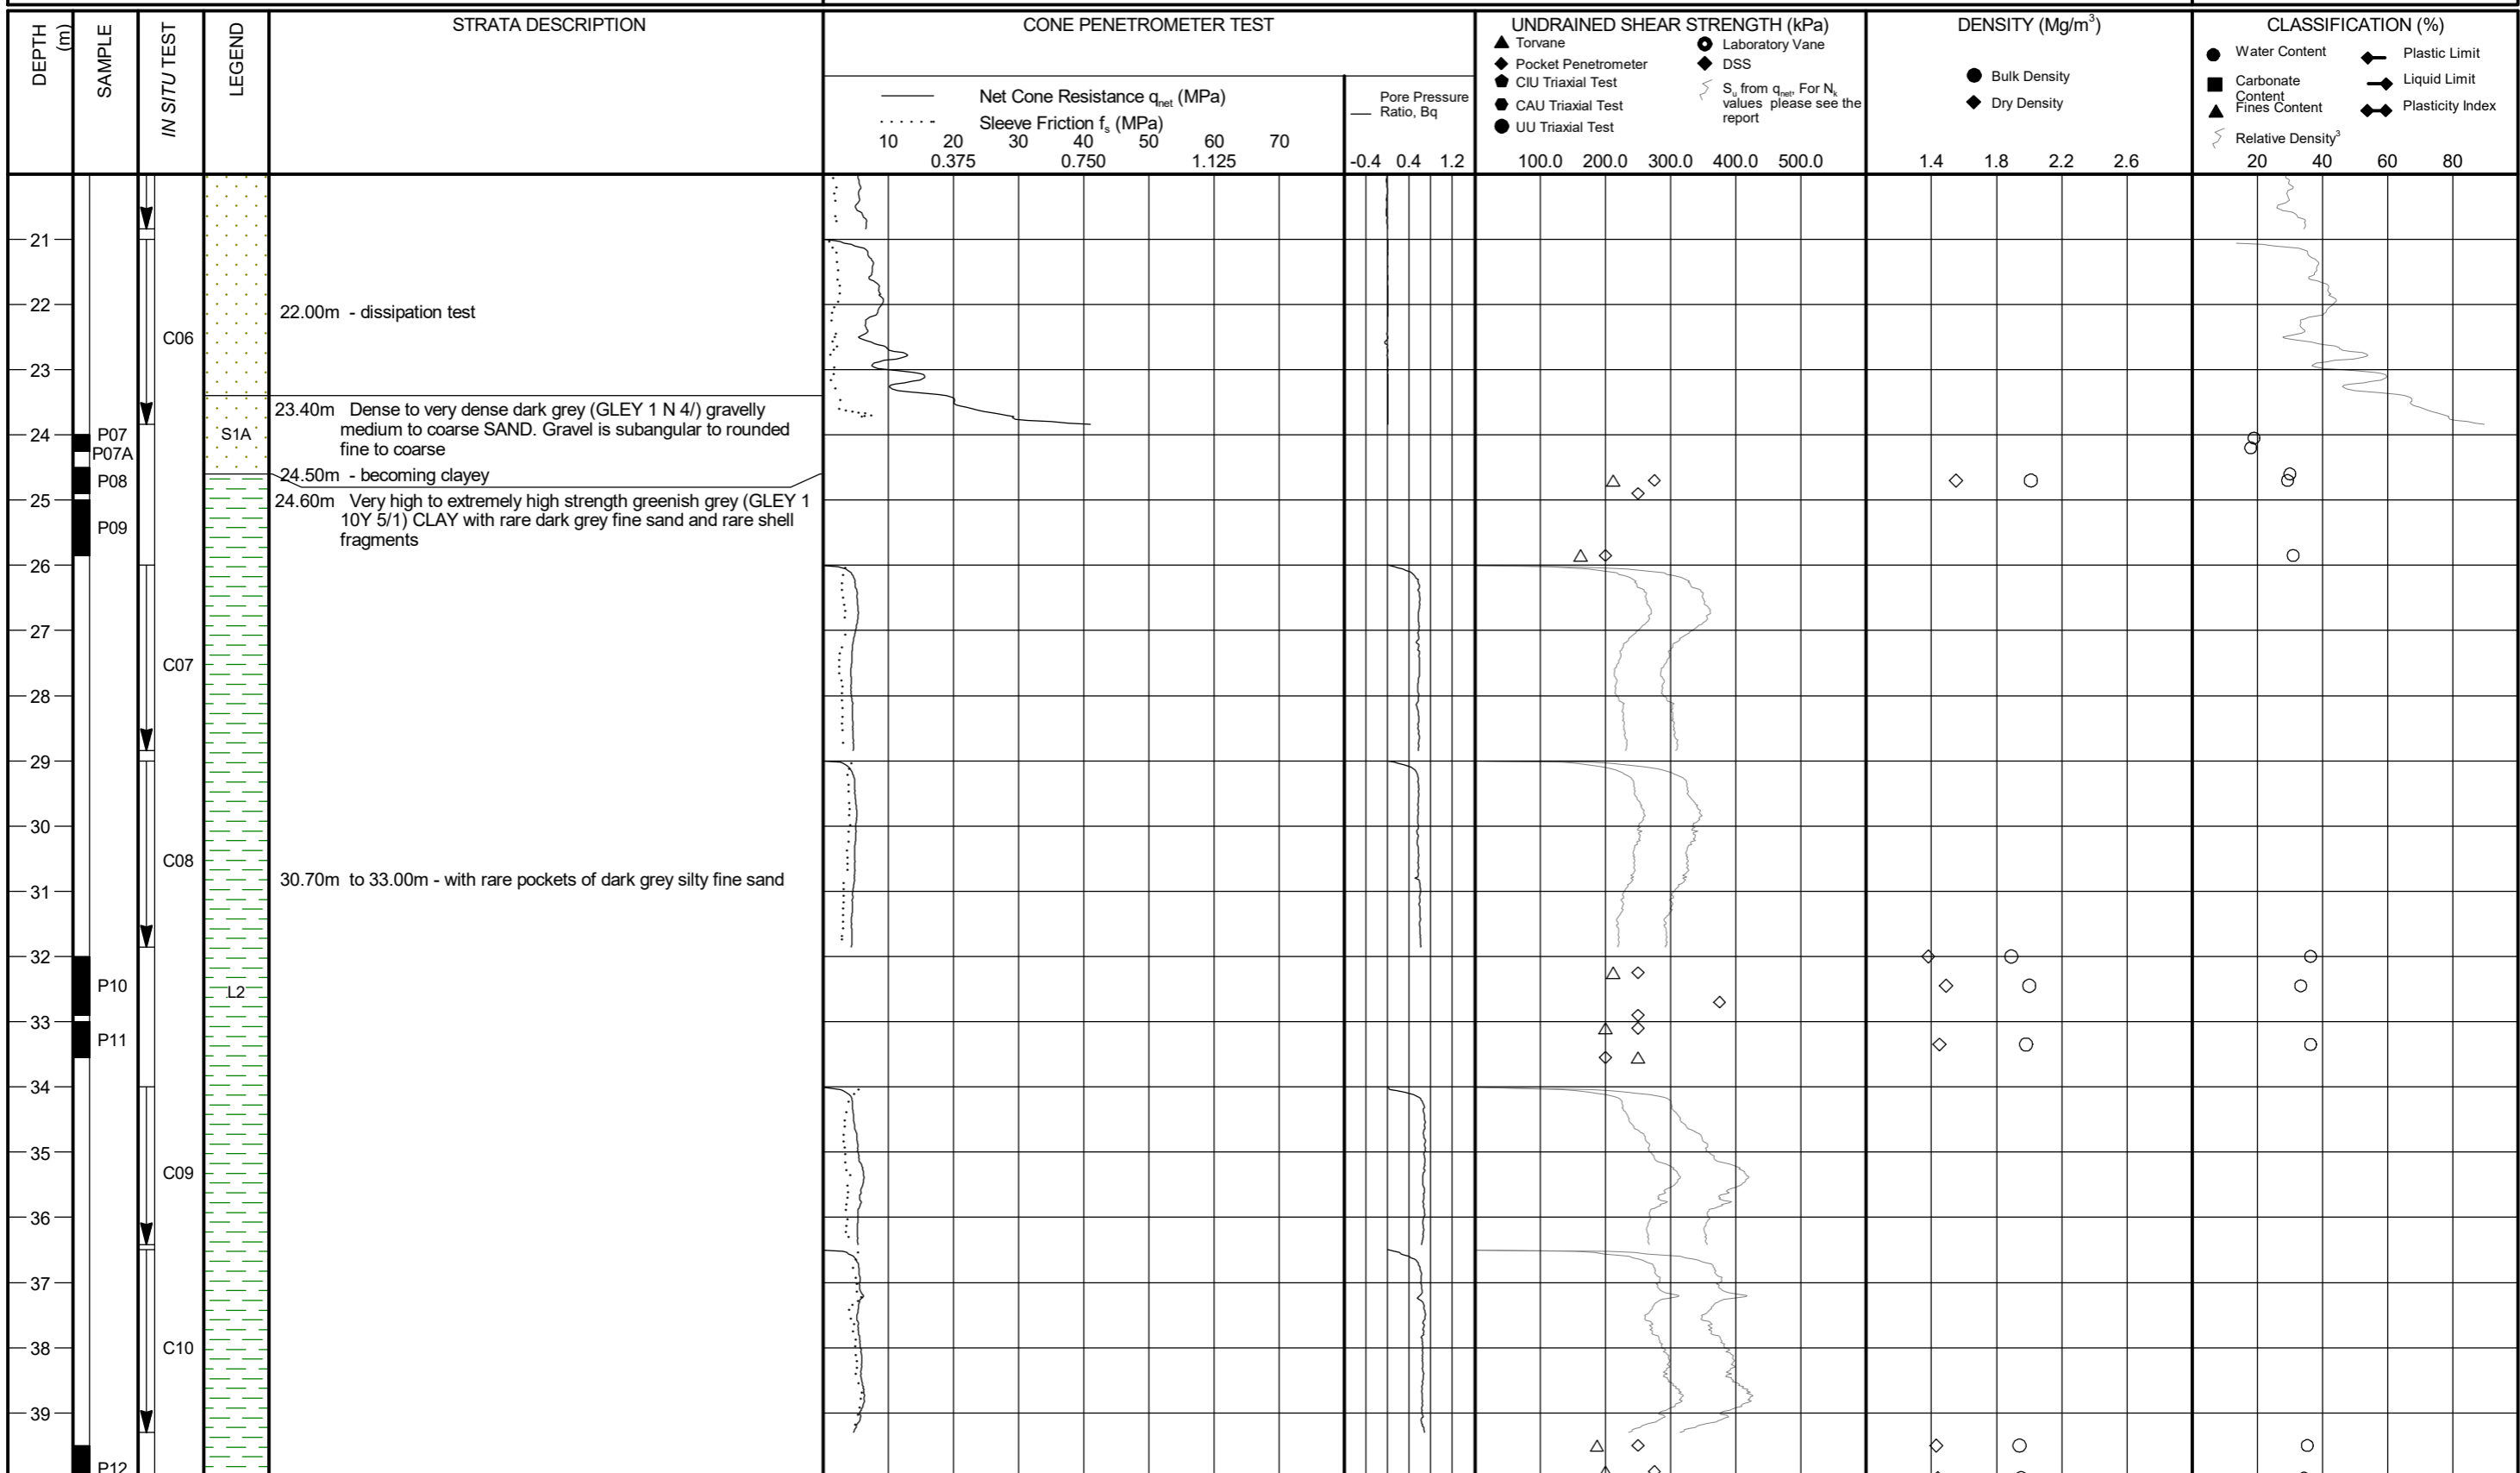 DEPTH (m)
SAMPLE
IN SITU TEST
LEGEND
STRATA DESCRIPTION
CONE PENETROMETER TEST
Net Cone Resistance qnet (MPa)
Sleeve Friction fs (MPa)
10 20 30 40 50 60 70
0.375 0.750 1.125
Pore Pressure
Ratio, Bq
-0.4 0.4 1.2
UNDRAINED SHEAR STRENGTH (kPa)
Torvane
Pocket Penetrometer
CIU Triaxial Test
CAU Triaxial Test
UU Triaxial Test
Laboratory Vane
DSS
Su from qnet, For Nk
values please see the
report
100.0 200.0 300.0 400.0 500.0
DENSITY (Mg/m³)
Bulk Density
Dry Density
1.4 1.8 2.2 2.6
CLASSIFICATION (%)
Water Content
Carbonate
Content
Fines Content
Relative Density³
Plastic Limit
Liquid Limit
Plasticity Index
20 40 60 80
21
22
22.00m - dissipation test
C06
23
23.40m Dense to very dense dark grey (GLEY 1 N 4/) gravelly
medium to coarse SAND. Gravel is subangular to rounded
fine to coarse
24
P07
S1A
P07A
24.50m - becoming clayey
P08
25
24.60m Very high to extremely high strength greenish grey (GLEY 1
10Y 5/1) CLAY with rare dark grey fine sand and rare shell
fragments
P09
26
27
C07
28
29
30
C08
30.70m to 33.00m - with rare pockets of dark grey silty fine sand
31
32
P10
L2
33
P11
34
35
C09
36
37
C10
38
39
P12